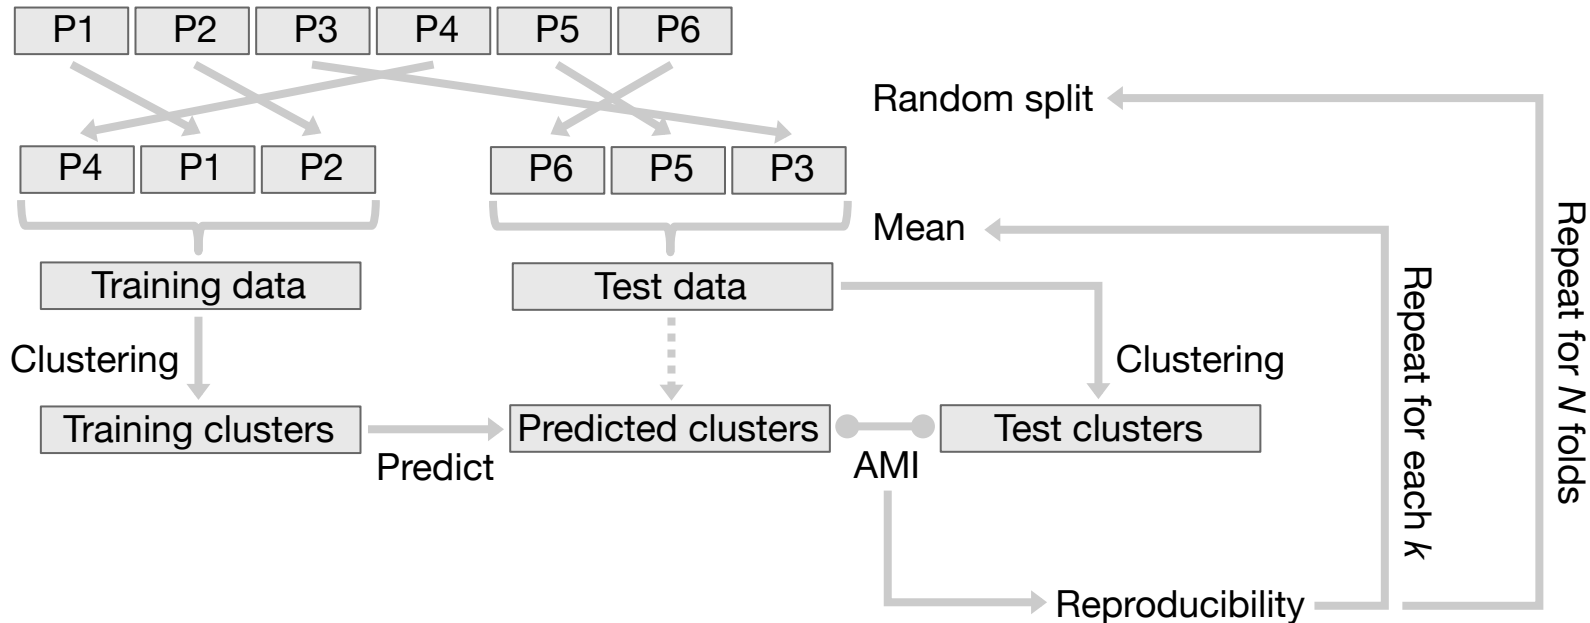 P1 P2 P3 P4 P5 P6
Random split
P4 P1 P2 P6 P5 P3
Mean
Training data Test data
Clustering Clustering
Training clusters Predicted clusters Test clusters
Predict AMI
Reproducibility
Repeat for each k
Repeat for N folds